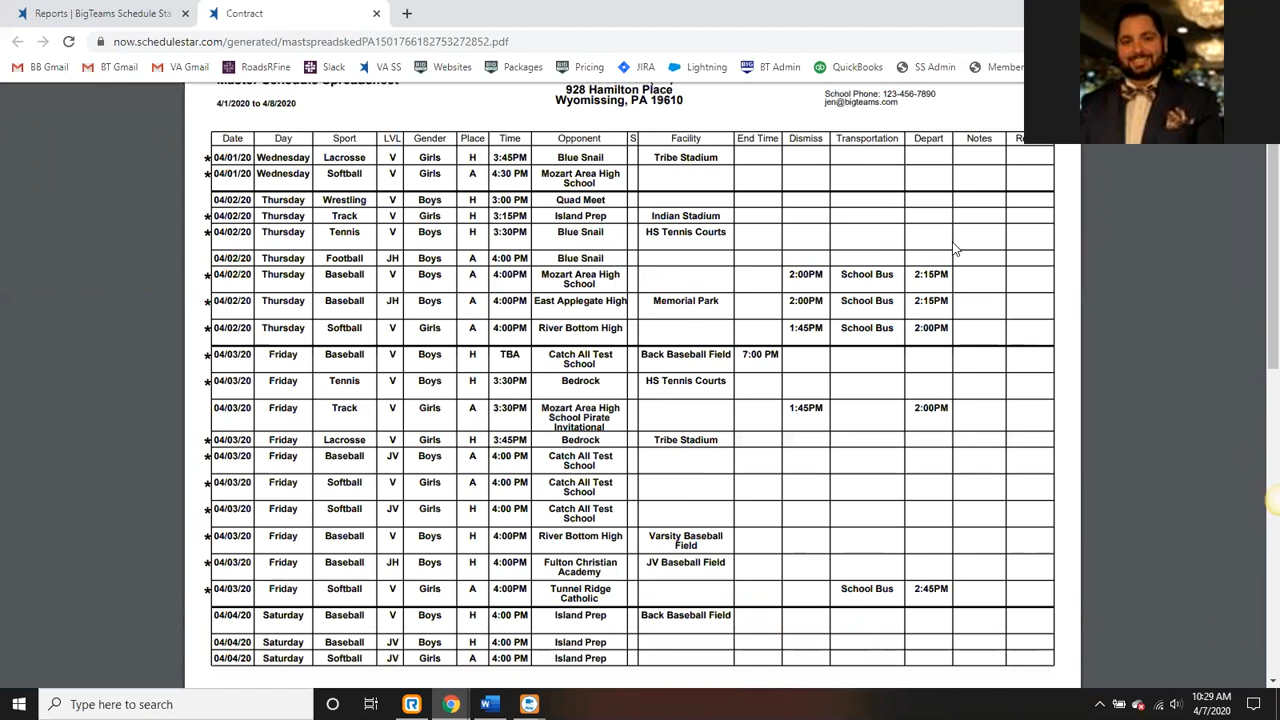 Reports | BigTeams Schedule Sta
Contract
now.schedulestar.com/generated/mastspreadskedPA1501766182753272852.pdf
BB Gmail BT Gmail VA Gmail RoadsRFine Slack VA SS Websites Packages Pricing JIRA Lightning BT Admin QuickBooks SS Admin Member
Master Schedule Spreadsheet
928 Hamilton Place
Wyomissing, PA 19610
School Phone: 123-456-7890
jen@bigteams.com
4/1/2020 to 4/8/2020
Date Day Sport LVL Gender Place Time Opponent S Facility End Time Dismiss Transportation Depart Notes R
* 04/01/20 Wednesday Lacrosse V Girls H 3:45PM Blue Snail Tribe Stadium
* 04/01/20 Wednesday Softball V Girls A 4:30 PM Mozart Area High
School
04/02/20 Thursday Wrestling V Boys H 3:00 PM Quad Meet
* 04/02/20 Thursday Track V Girls H 3:15PM Island Prep Indian Stadium
* 04/02/20 Thursday Tennis V Boys H 3:30PM Blue Snail HS Tennis Courts
04/02/20 Thursday Football JH Boys A 4:00 PM Blue Snail
* 04/02/20 Thursday Baseball V Boys A 4:00PM Mozart Area High 2:00PM School Bus 2:15PM
School
* 04/02/20 Thursday Baseball JH Boys A 4:00PM East Applegate High Memorial Park 2:00PM School Bus 2:15PM
* 04/02/20 Thursday Softball V Girls A 4:00PM River Bottom High 1:45PM School Bus 2:00PM
* 04/03/20 Friday Baseball V Boys H TBA Catch All Test Back Baseball Field 7:00 PM
School
* 04/03/20 Friday Tennis V Boys H 3:30PM Bedrock HS Tennis Courts
04/03/20 Friday Track V Girls A 3:30PM Mozart Area High 1:45PM 2:00PM
School Pirate
Invitational
* 04/03/20 Friday Lacrosse V Girls H 3:45PM Bedrock Tribe Stadium
* 04/03/20 Friday Baseball JV Boys A 4:00 PM Catch All Test
School
* 04/03/20 Friday Softball V Girls A 4:00 PM Catch All Test
School
* 04/03/20 Friday Softball JV Girls H 4:00 PM Catch All Test
School
* 04/03/20 Friday Baseball V Boys H 4:00PM River Bottom High Varsity Baseball
Field
* 04/03/20 Friday Baseball JH Boys H 4:00PM Fulton Christian JV Baseball Field
Academy
* 04/03/20 Friday Softball V Girls A 4:00PM Tunnel Ridge School Bus 2:45PM
Catholic
04/04/20 Saturday Baseball V Boys H 4:00 PM Island Prep Back Baseball Field
04/04/20 Saturday Baseball JV Boys H 4:00 PM Island Prep
04/04/20 Saturday Softball JV Girls A 4:00 PM Island Prep
Type here to search
10:29 AM
4/7/2020